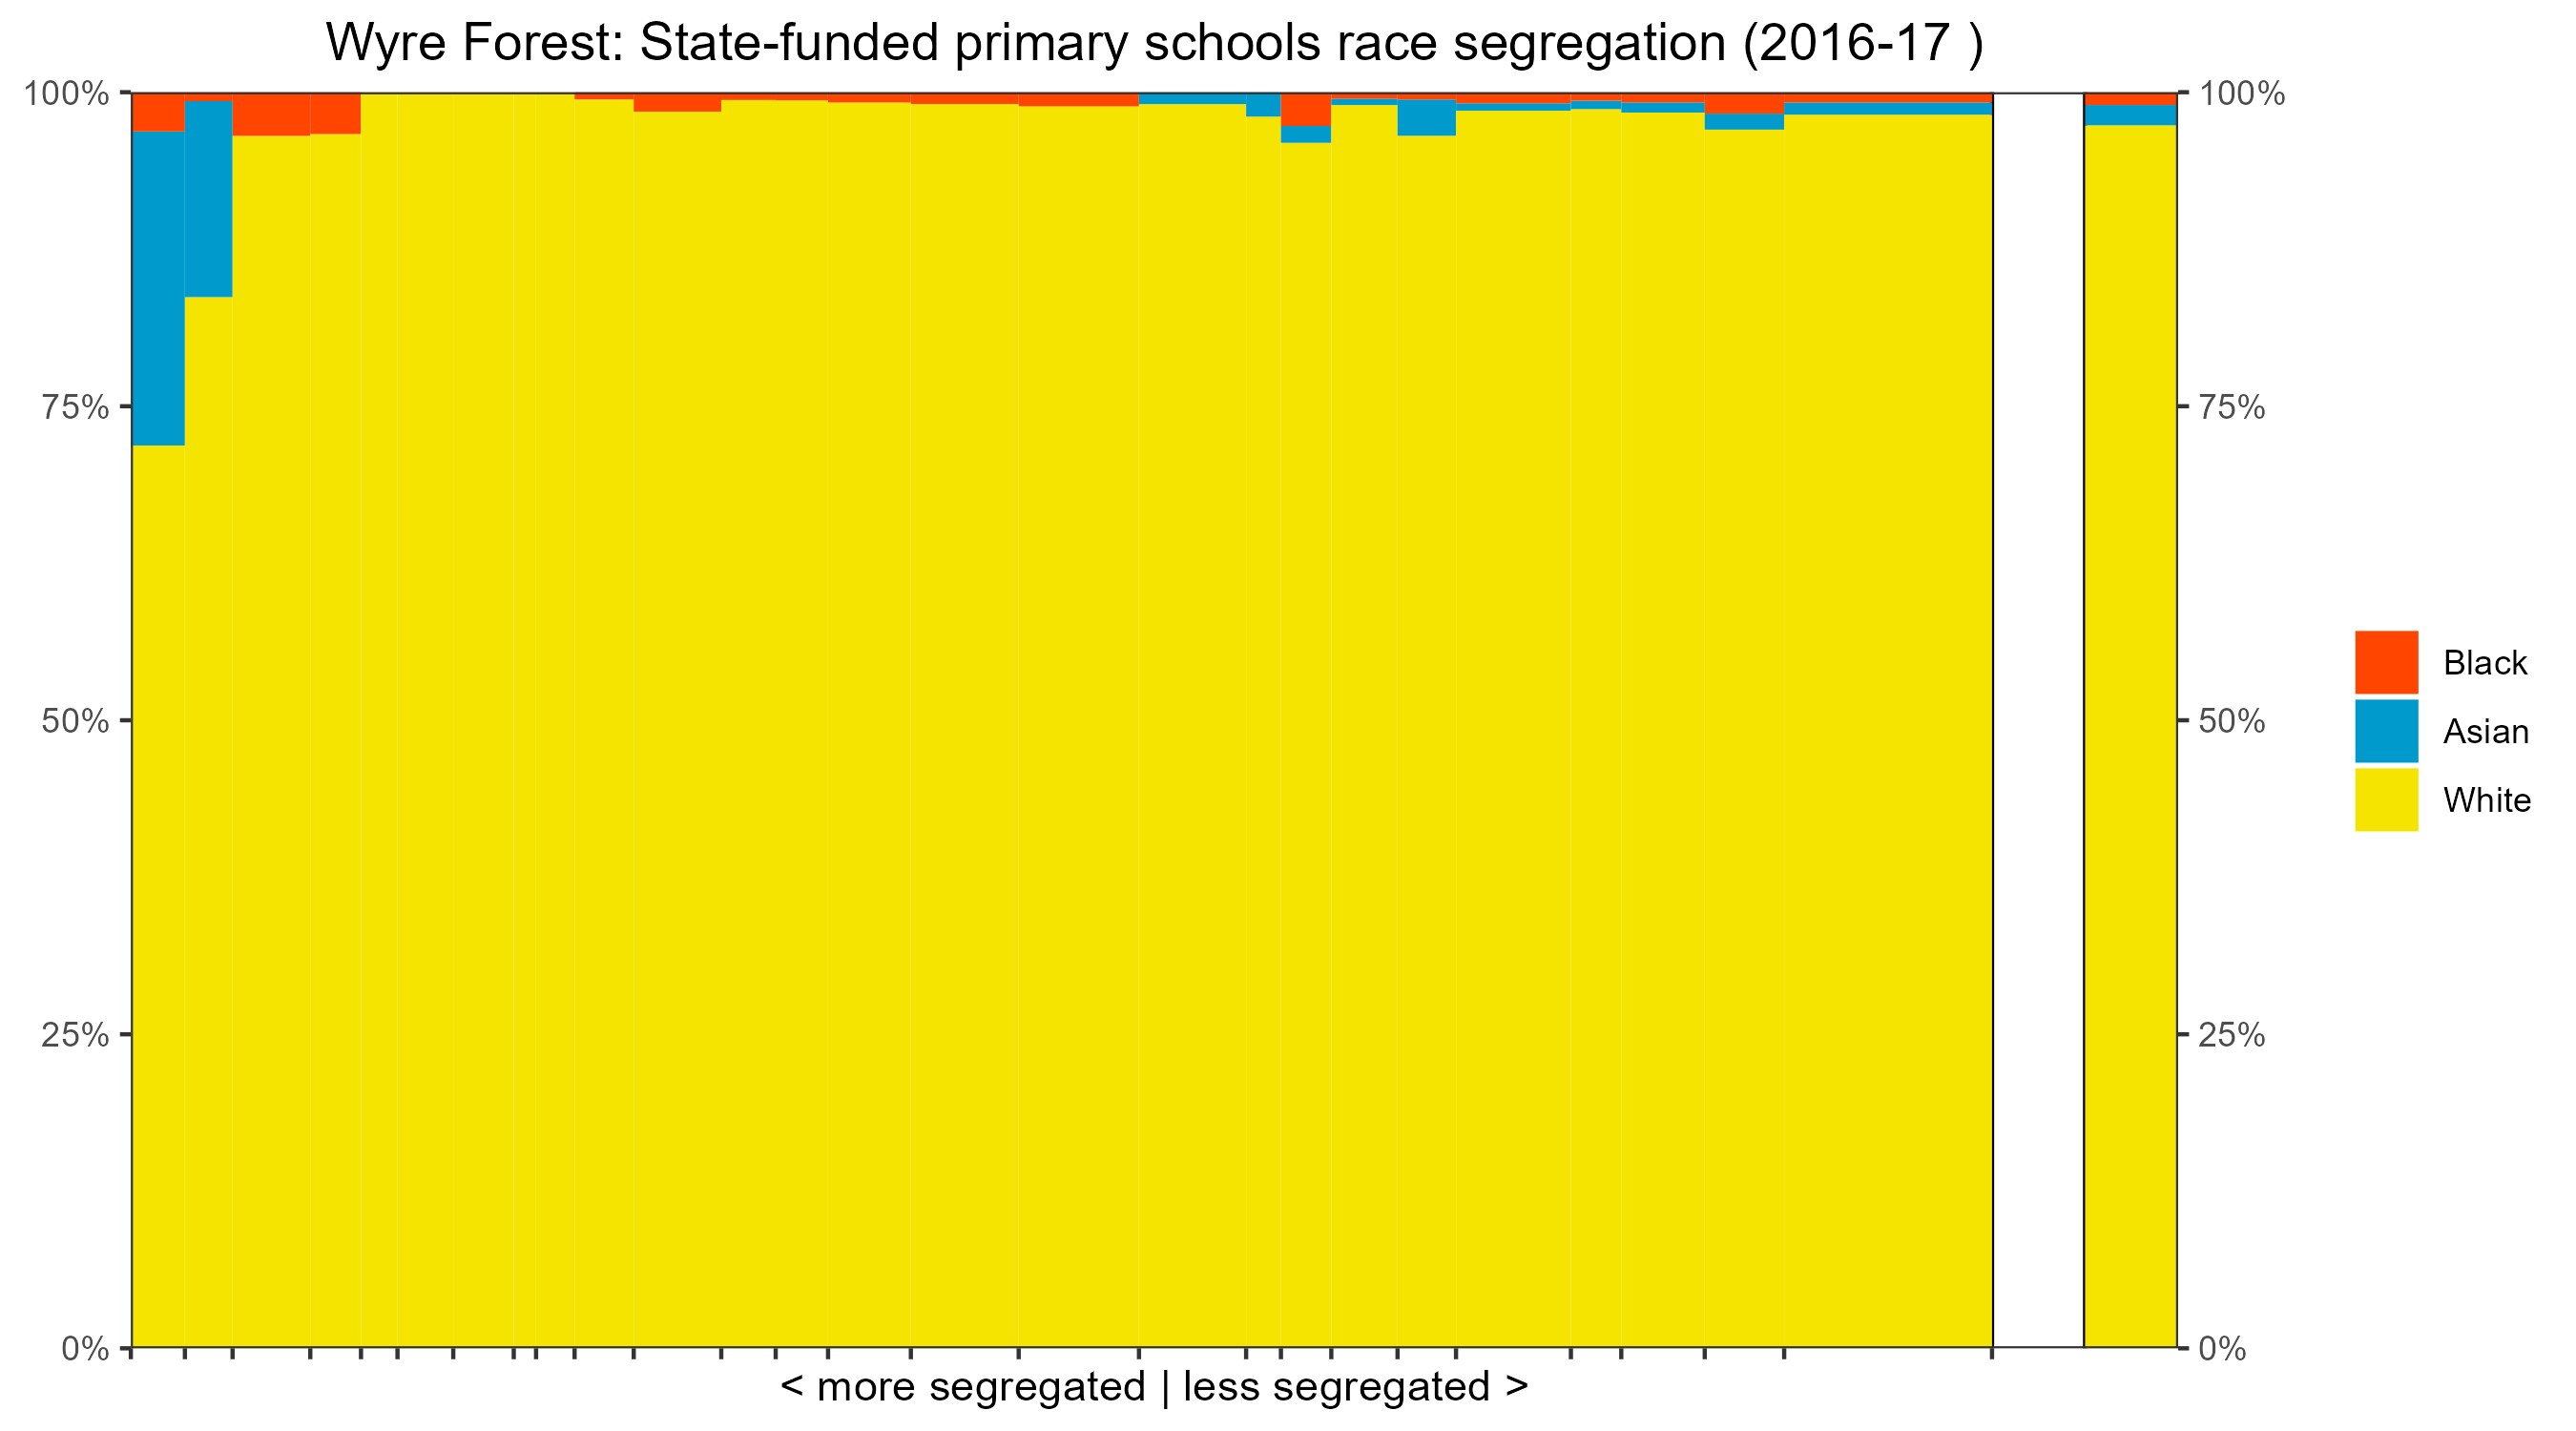 Wyre Forest: State-funded primary schools race segregation (2016-17 )
100%
75%
50%
25%
0%
100%
75%
50%
25%
0%
Black
Asian
White
< more segregated | less segregated >